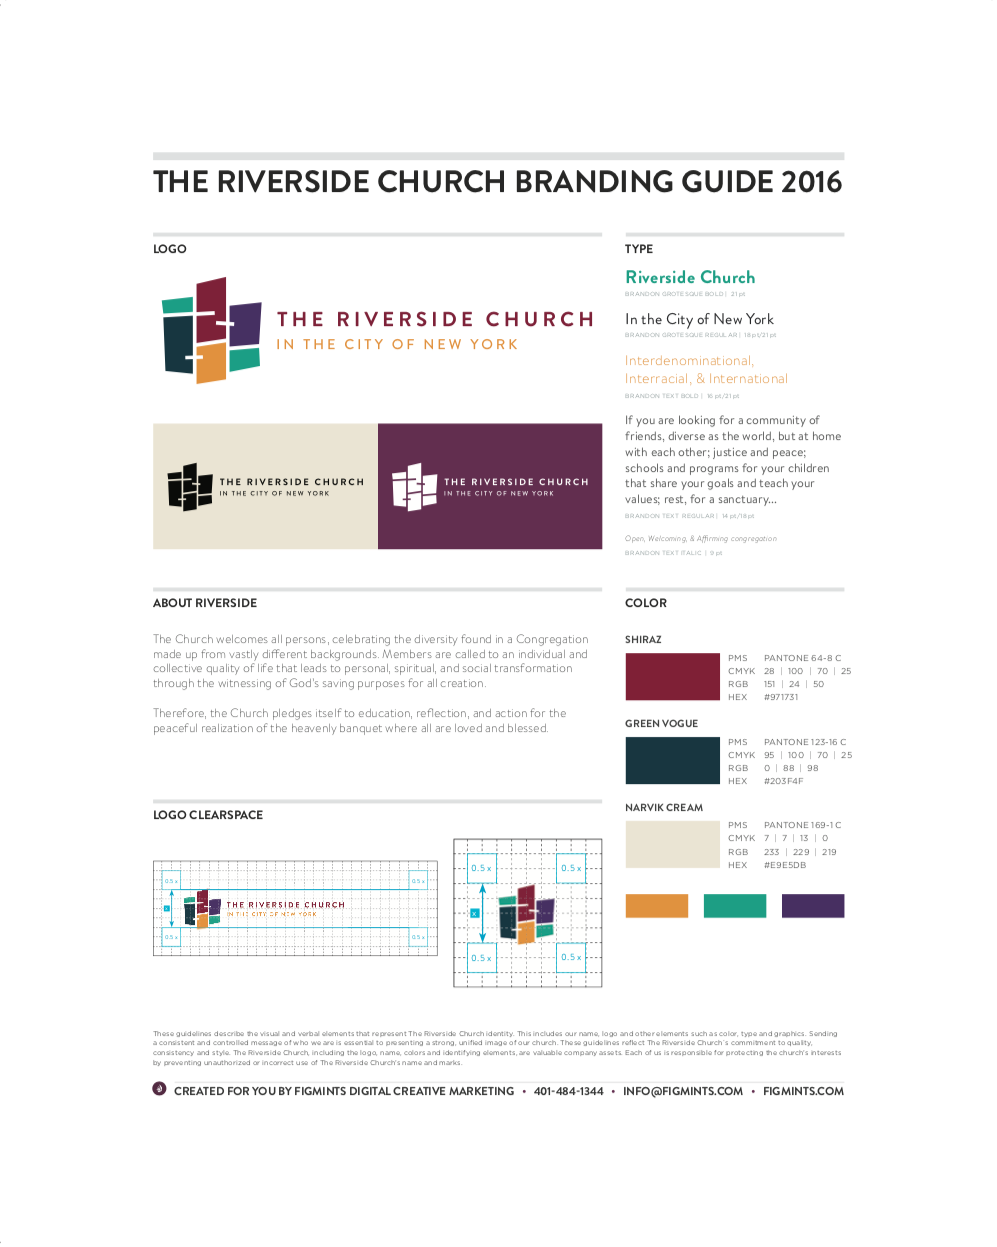 THE RIVERSIDE CHURCH BRANDING GUIDE 2016
LOGO
THE RIVERSIDE CHURCH
IN THE CITY OF NEW YORK
THE RIVERSIDE CHURCH
IN THE CITY OF NEW YORK
THE RIVERSIDE CHURCH
IN THE CITY OF NEW YORK
TYPE
Riverside Church
BRANDON GROTESQUE BOLD | 21 pt
In the City of New York
BRANDON GROTESQUE REGULAR | 18 pt/21 pt
Interdenominational,
Interracial, & International
BRANDON TEXT BOLD | 16 pt/21 pt
If you are looking for a community of
friends, diverse as the world, but at home
with each other; justice and peace;
schools and programs for your children
that share your goals and teach your
values; rest, for a sanctuary...
BRANDON TEXT REGULAR | 14 pt/18 pt
Open, Welcoming, & Affirming congregation
BRANDON TEXT ITALIC | 9 pt
ABOUT RIVERSIDE
The Church welcomes all persons, celebrating the diversity found in a Congregation
made up from vastly different backgrounds. Members are called to an individual and
collective quality of life that leads to personal, spiritual, and social transformation
through the witnessing of God's saving purposes for all creation.
Therefore, the Church pledges itself to education, reflection, and action for the
peaceful realization of the heavenly banquet where all are loved and blessed.
LOGO CLEARSPACE
0.5 x
0.5 x
x
THE RIVERSIDE CHURCH
IN THE CITY OF NEW YORK
0.5 x
0.5 x
0.5 x
0.5 x
x
0.5 x
0.5 x
COLOR
SHIRAZ
PMS PANTONE 64-8 C
CMYK 28 | 100 | 70 | 25
RGB 151 | 24 | 50
HEX #971731
GREEN VOGUE
PMS PANTONE 123-16 C
CMYK 95 | 100 | 70 | 25
RGB 0 | 88 | 98
HEX #203F4F
NARVIK CREAM
PMS PANTONE 169-1 C
CMYK 7 | 7 | 13 | 0
RGB 233 | 229 | 219
HEX #E9E5DB
These guidelines describe the visual and verbal elements that represent The Riverside Church identity. This includes our name, logo and other elements such as color, type and graphics. Sending
a consistent and controlled message of who we are is essential to presenting a strong, unified image of our church. These guidelines reflect The Riverside Church's commitment to quality,
consistency and style. The Riverside Church, including the logo, name, colors and identifying elements, are valuable company assets. Each of us is responsible for protecting the church's interests
by preventing unauthorized or incorrect use of The Riverside Church's name and marks.
CREATED FOR YOU BY FIGMINTS DIGITAL CREATIVE MARKETING • 401-484-1344 • INFO@FIGMINTS.COM • FIGMINTS.COM